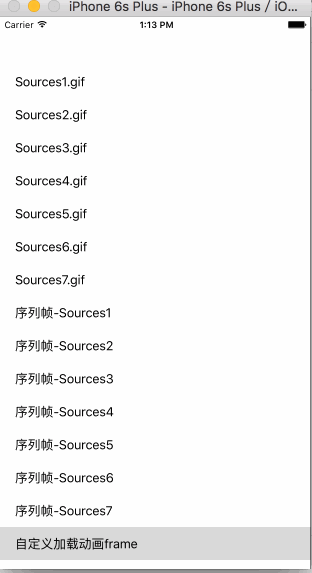 iPhone 6s Plus - iPhone 6s Plus / iO...
Carrier 1:13 PM
Sources1.gif
Sources2.gif
Sources3.gif
Sources4.gif
Sources5.gif
Sources6.gif
Sources7.gif
序列帧-Sources1
序列帧-Sources2
序列帧-Sources3
序列帧-Sources4
序列帧-Sources5
序列帧-Sources6
序列帧-Sources7
自定义加载动画frame